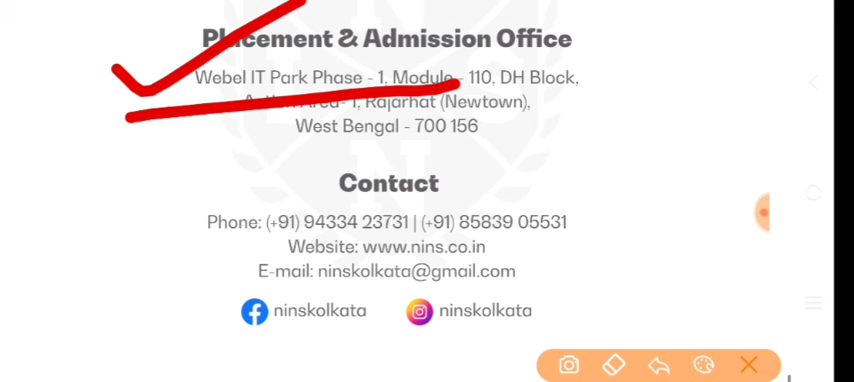 Placement & Admission Office
Webel IT Park Phase - 1, Module - 110, DH Block,
Action Area- 1, Rajarhat (Newtown),
West Bengal - 700 156
Contact
Phone: (+91) 94334 23731 | (+91) 85839 05531
Website: www.nins.co.in
E-mail: ninskolkata@gmail.com
ninskolkata ninskolkata